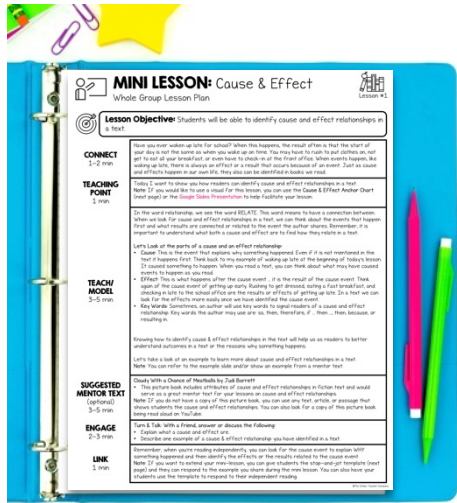 MINI LESSON: Cause & Effect
Whole Group Lesson Plan
Lesson #1
Lesson Objective: Students will be able to identify cause and effect relationships in
a text.
CONNECT
1-2 min
Have you ever woken up late for school? When this happens, the result often is that the start of
your day is not the same as when you wake up on time. You may have to rush to put clothes on, not
get to eat all your breakfast, or even have to check-in at the front office. When events happen, like
waking up late, there is always an effect or a result that occurs because of an event. Just as cause
and effects happen in our own life, they also can be identified in books we read.
TEACHING
POINT
1 min
Today I want to show you how readers can identify cause and effect relationships in a text.
Note: If you would like to use a visual for this lesson, you can use the Cause & Effect Anchor Chart
(next page) or the Google Slides Presentation to help facilitate your lesson.
TEACH/
MODEL
3-5 min
In the word relationship, we see the word RELATE. This word means to have a connection between.
When we look for cause and effect relationships in a text, we can think about the events that happen
first and what results are connected or related to the event the author shares. Remember, it is
important to understand what both a cause and effect are to find how they relate in a text.
Let's Look at the parts of a cause and an effect relationship:
• Cause: This is the event that explains why something happened. Even if it is not mentioned in the
text it happens first. Think back to my example of waking up late at the beginning of today's lesson.
It caused something to happen. When you read a text, you can think about what may have caused
events to happen as you read.
• Effect: This is what happens after the cause event .. it is the result of the cause event. Think
again of the cause event of getting up early. Rushing to get dressed, eating a fast breakfast, and
checking in late to the school office are the results or effects of getting up late. In a text we can
look for the effects more easily once we have identified the cause event.
• Key Words: Sometimes, an author will use key words to signal readers of a cause and effect
relationship. Key words the author may use are: so, then, therefore, if .. then .., then, because, or
resulting in.
Knowing how to identify cause & effect relationships in the text will help us as readers to better
understand outcomes in a text or the reasons why something happens.
Let's take a look at an example to learn more about cause and effect relationships in a text.
Note: You can refer to the example slide and/or show an example from a mentor text.
SUGGESTED
MENTOR TEXT
(optional)
3-5 min
Cloudy With a Chance of Meatballs by Judi Barrett
• This picture book includes attributes of cause and effect relationships in fiction text and would
serve as a great mentor text for your lessons on cause and effect relationships.
Note: If you do not have a copy of this picture book, you can use any text, article, or passage that
shows students the cause and effect relationships. You can also look for a copy of this picture book
being read aloud on YouTube.
ENGAGE
2-3 min
Turn & Talk: With a friend, answer or discuss the following:
• Explain what a cause and effect are.
• Describe one example of a cause & effect relationship you have identified in a text.
LINK
1 min
Remember, when you're reading independently, you can look for the cause event to explain WHY
something happened and then identify the effects or the results related to the cause event.
Note: If you want to extend your mini-lesson, you can give students the stop-and-jot template (next
page) and they can respond to the example you share during the mini lesson. You can also have your
students use the template to respond to their independent reading.